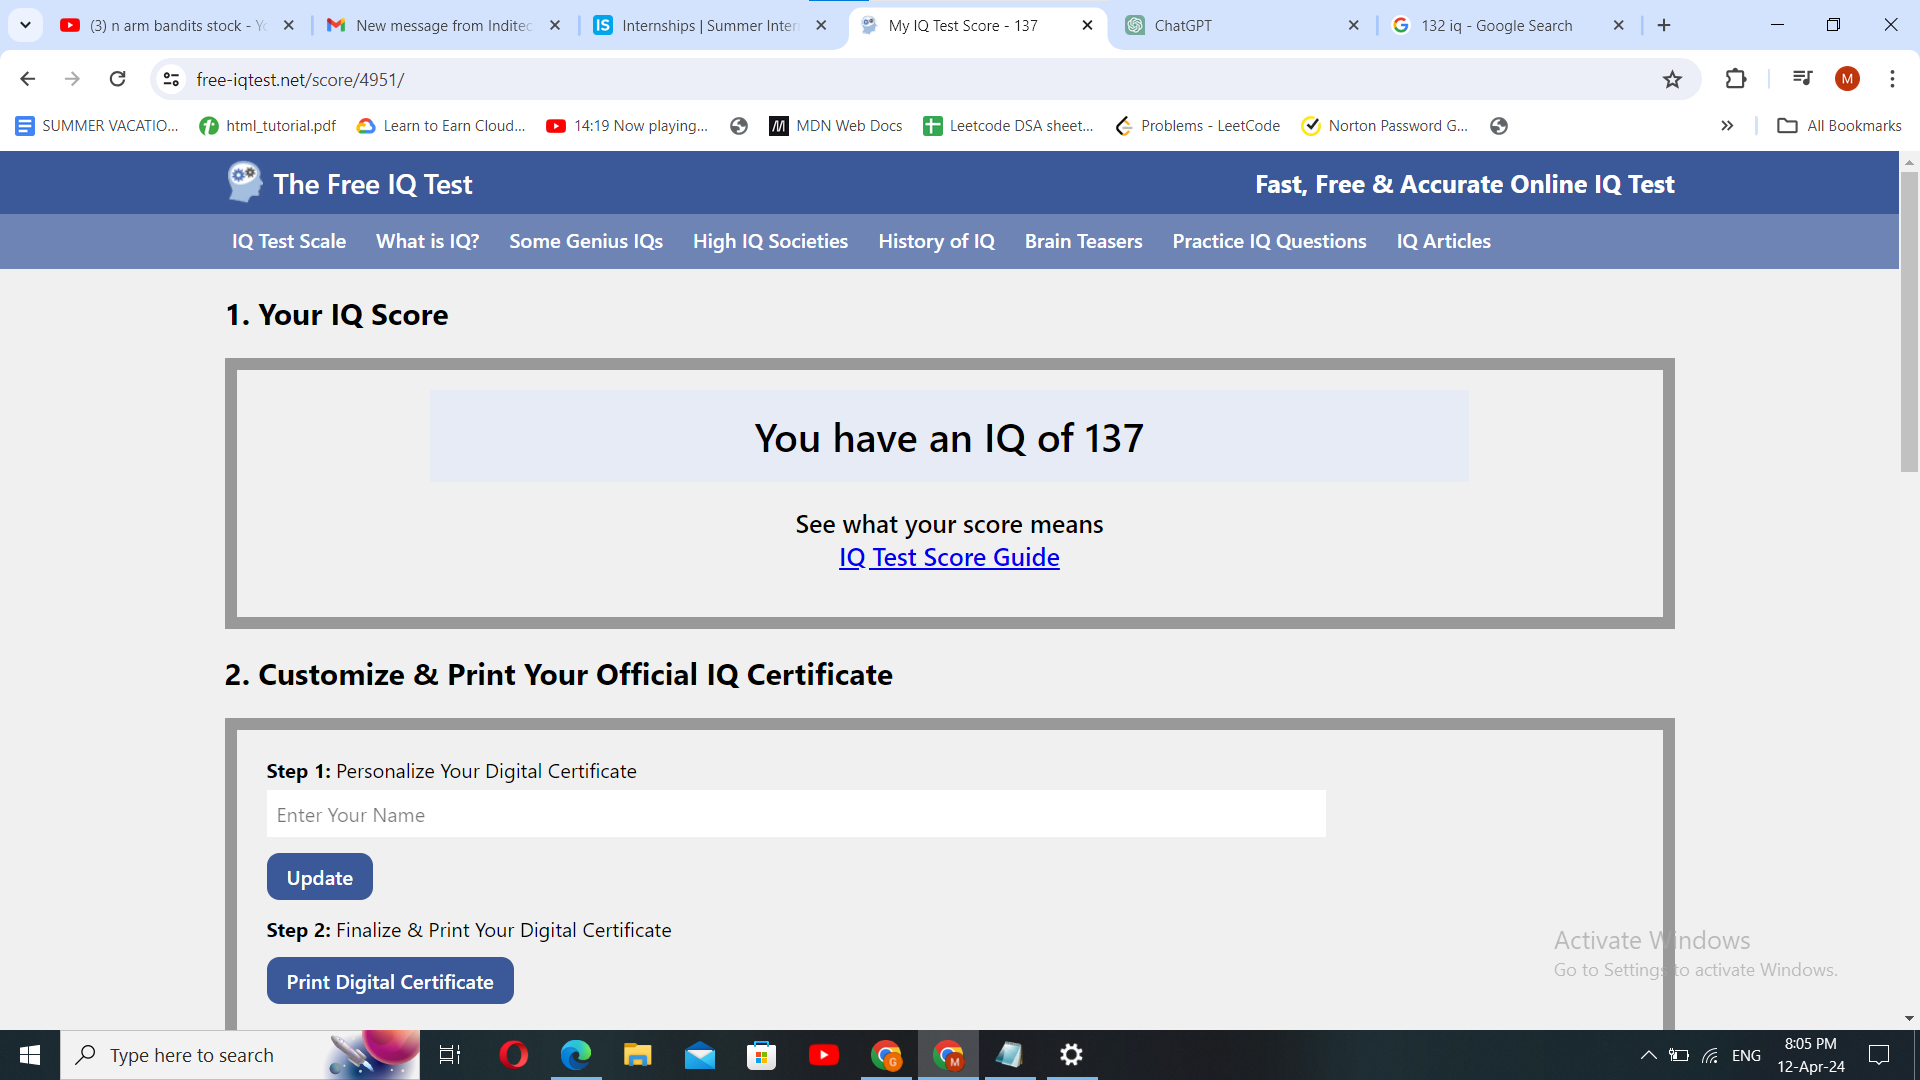 (3) n arm bandits stock - Yo
New message from Inditec
IS Internships | Summer Inter
My IQ Test Score - 137
ChatGPT
132 iq - Google Search
free-iqtest.net/score/4951/
M
SUMMER VACATIO...
html_tutorial.pdf
Learn to Earn Cloud...
14:19 Now playing...
M MDN Web Docs
Leetcode DSA sheet...
Problems - LeetCode
Norton Password G...
All Bookmarks
The Free IQ Test
Fast, Free & Accurate Online IQ Test
IQ Test Scale
What is IQ?
Some Genius IQs
High IQ Societies
History of IQ
Brain Teasers
Practice IQ Questions
IQ Articles
1. Your IQ Score
You have an IQ of 137
See what your score means
IQ Test Score Guide
2. Customize & Print Your Official IQ Certificate
Step 1: Personalize Your Digital Certificate
Enter Your Name
Update
Step 2: Finalize & Print Your Digital Certificate
Print Digital Certificate
Activate Windows
Go to Settings to activate Windows.
Type here to search
G
M
ENG
8:05 PM
12-Apr-24